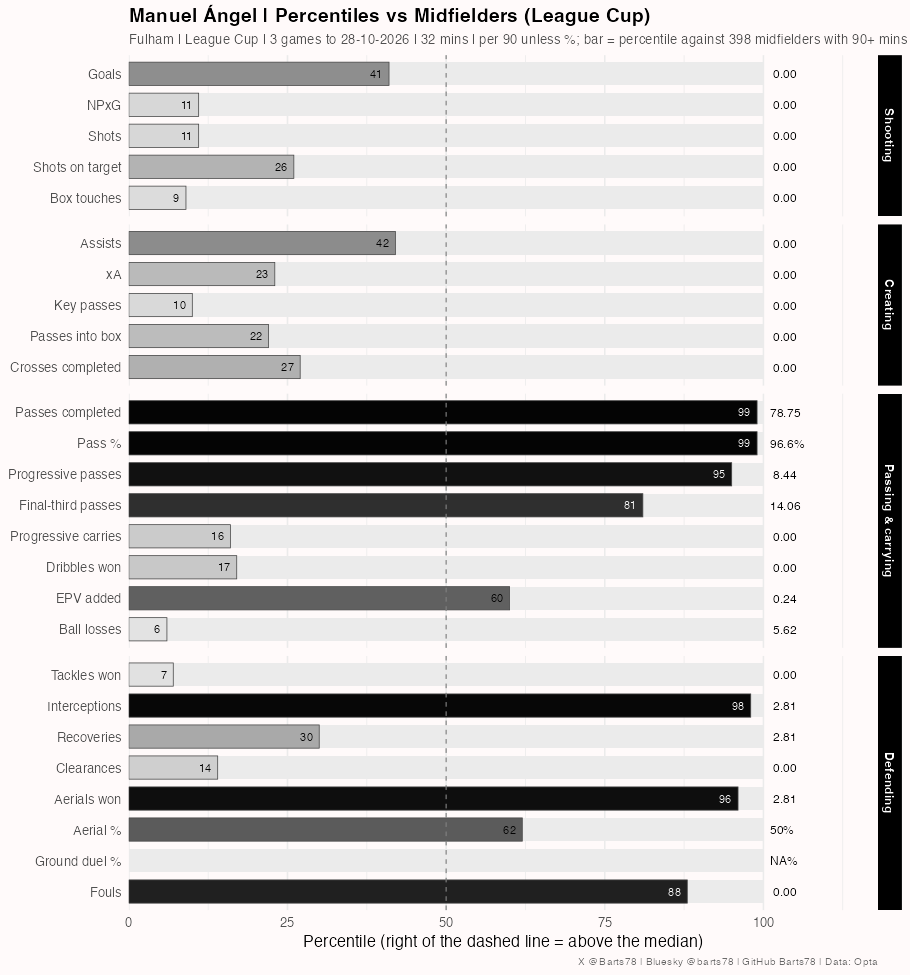 Manuel Ángel | Percentiles vs Midfielders (League Cup)
Fulham | League Cup | 3 games to 28-10-2026 | 32 mins | per 90 unless %; bar = percentile against 398 midfielders with 90+ mins
Goals 41 0.00
NPxG 11 0.00
Shots 11 0.00
Shots on target 26 0.00
Box touches 9 0.00
Shooting
Assists 42 0.00
xA 23 0.00
Key passes 10 0.00
Passes into box 22 0.00
Crosses completed 27 0.00
Creating
Passes completed 99 78.75
Pass % 99 96.6%
Progressive passes 95 8.44
Final-third passes 81 14.06
Progressive carries 16 0.00
Dribbles won 17 0.00
EPV added 60 0.24
Ball losses 6 5.62
Passing & carrying
Tackles won 7 0.00
Interceptions 98 2.81
Recoveries 30 2.81
Clearances 14 0.00
Aerials won 96 2.81
Aerial % 62 50%
Ground duel % NA%
Fouls 88 0.00
Defending
0 25 50 75 100
Percentile (right of the dashed line = above the median)
X @Barts78 | Bluesky @barts78 | GitHub Barts78 | Data: Opta